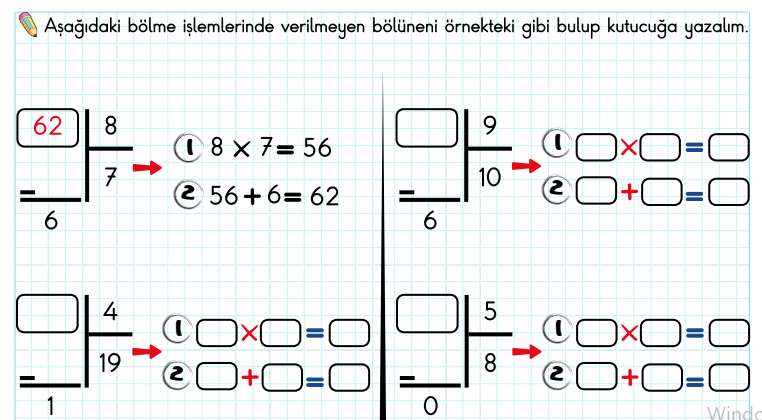 Aşağıdaki bölme işlemlerinde verilmeyen bölüneni örnekteki gibi bulup kutucuğa yazalım.
62 8
7
6
1 8 × 7 = 56
2 56 + 6 = 62
9
10
6
1 × =
2 + =
4
19
1
1 × =
2 + =
5
8
0
1 × =
2 + =